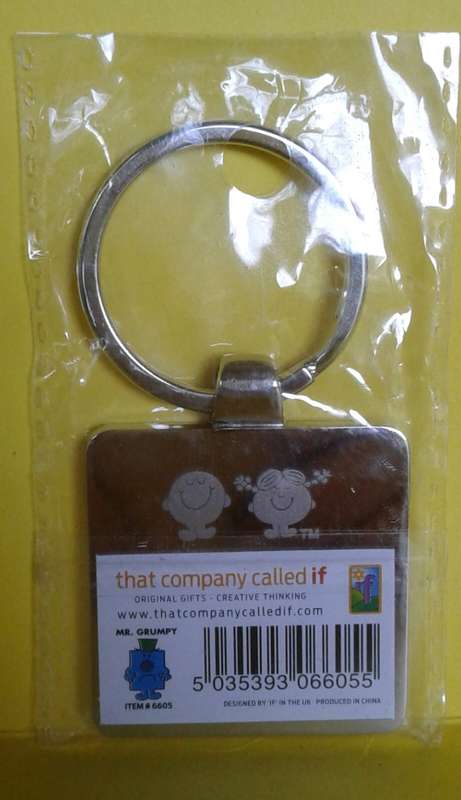 TM
that company called if
ORIGINAL GIFTS - CREATIVE THINKING
www.thatcompanycalledif.com
if
MR. GRUMPY
ITEM # 6605
5 035393 066055
DESIGNED BY 'IF' IN THE UK PRODUCED IN CHINA